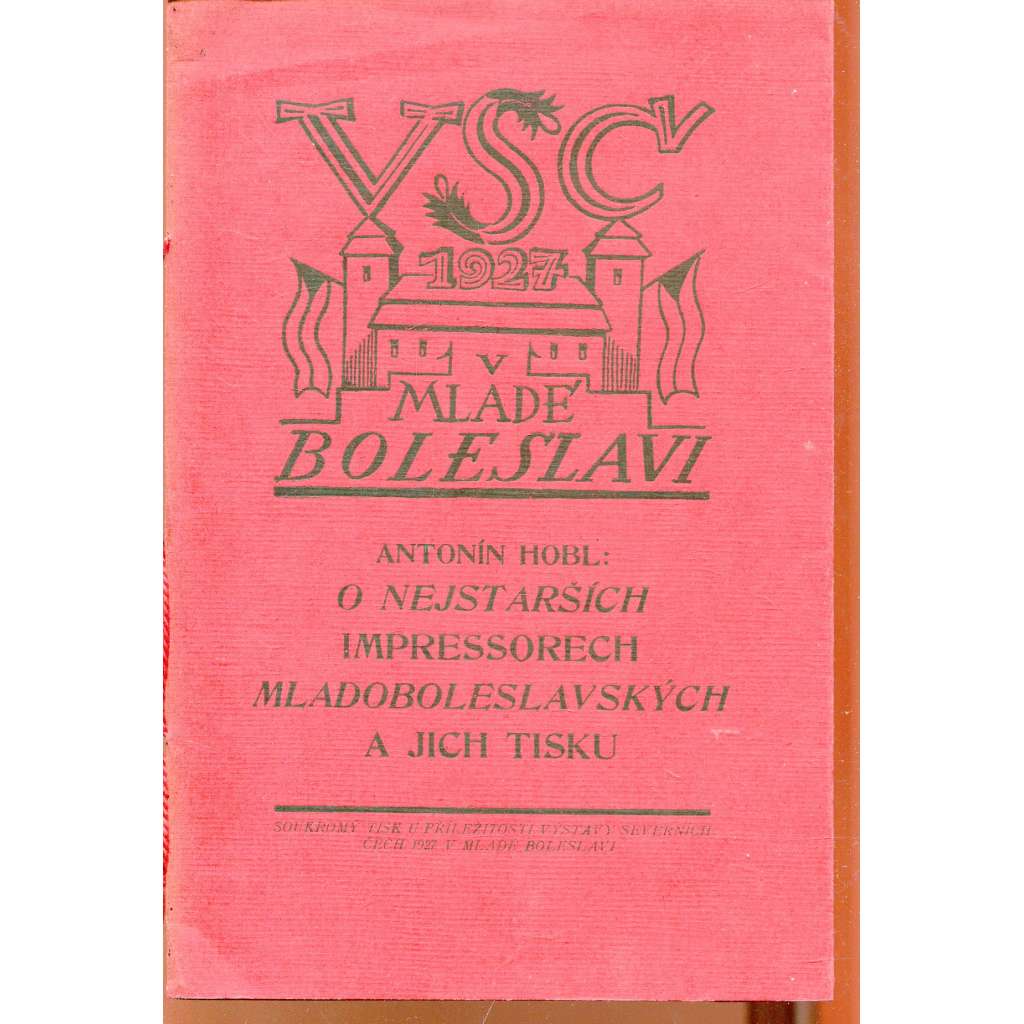 VSČ
1927
V
MLADÉ
BOLESLAVI
ANTONÍN HOBL:
O NEJSTARŠÍCH
IMPRESSORECH
MLADOBOLESLAVSKÝCH
A JICH TISKU
SOUKROMÝ TISK U PŘÍLEŽITOSTI VÝSTAVY SEVERNÍCH
ČECH 1927 V MLADÉ BOLESLAVI